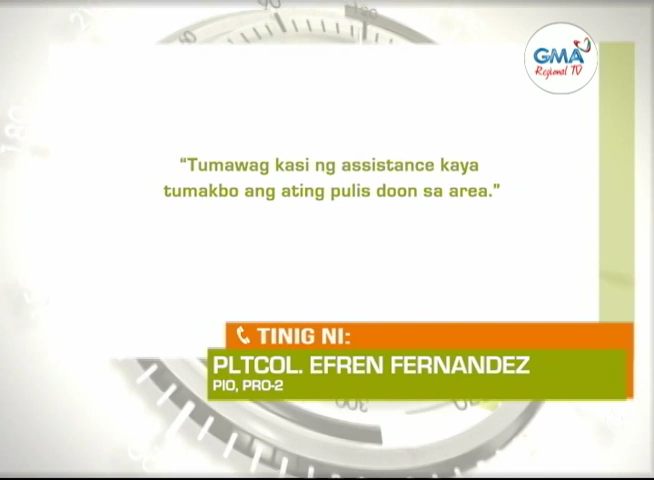 GMA
Regional TV
“Tumawag kasi ng assistance kaya
tumakbo ang ating pulis doon sa area.”
TINIG NI:
PLTCOL. EFREN FERNANDEZ
PIO, PRO-2